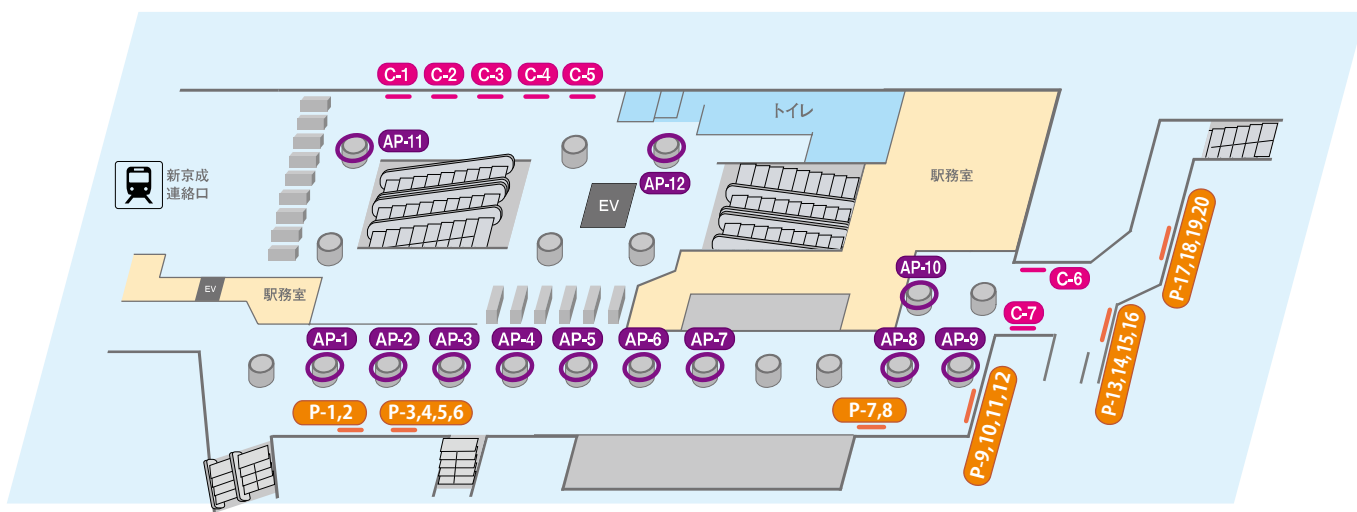 C-1
C-2
C-3
C-4
C-5
トイレ
AP-11
AP-12
新京成
連絡口
EV
駅務室
P-17,18,19,20
AP-10
C-6
EV
駅務室
C-7
P-13,14,15,16
AP-1
AP-2
AP-3
AP-4
AP-5
AP-6
AP-7
AP-8
AP-9
P-1,2
P-3,4,5,6
P-7,8
P-9,10,11,12